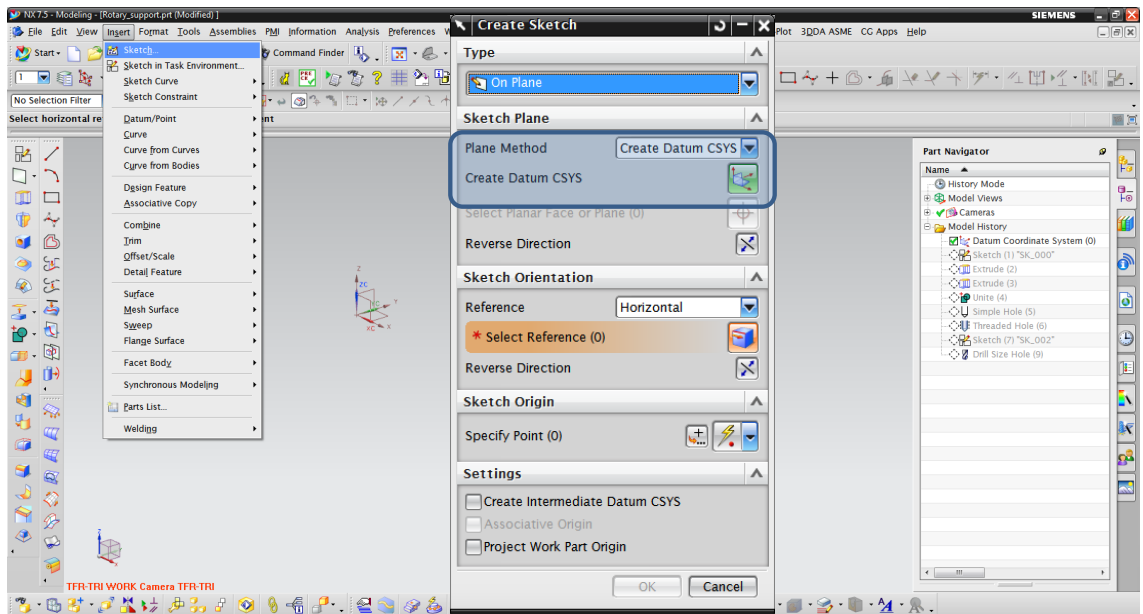 NX 7.5 - Modeling - [Rotary_support.prt (Modified) ]
SIEMENS
File Edit View Insert Format Tools Assemblies PMI Information Analysis Preferences
Plot 3DDA ASME CG Apps Help
Start
Command Finder
1
No Selection Filter
Select horizontal re
ent
Sketch...
Sketch in Task Environment...
Sketch Curve
Sketch Constraint
Datum/Point
Curve
Curve from Curves
Curve from Bodies
Design Feature
Associative Copy
Combine
Trim
Offset/Scale
Detail Feature
Surface
Mesh Surface
Sweep
Flange Surface
Facet Body
Synchronous Modeling
Parts List...
Welding
Z
ZC
YC
Y
XC
X
Z
TFR-TRI WORK Camera TFR-TRI
Create Sketch
Type
On Plane
Sketch Plane
Plane Method Create Datum CSYS
Create Datum CSYS
Select Planar Face or Plane (0)
Reverse Direction
Sketch Orientation
Reference Horizontal
* Select Reference (0)
Reverse Direction
Sketch Origin
Specify Point (0)
Settings
Create Intermediate Datum CSYS
Associative Origin
Project Work Part Origin
OK Cancel
Part Navigator
Name
History Mode
Model Views
Cameras
Model History
Datum Coordinate System (0)
Sketch (1) "SK_000"
Extrude (2)
Extrude (3)
Unite (4)
Simple Hole (5)
Threaded Hole (6)
Sketch (7) "SK_002"
Drill Size Hole (9)